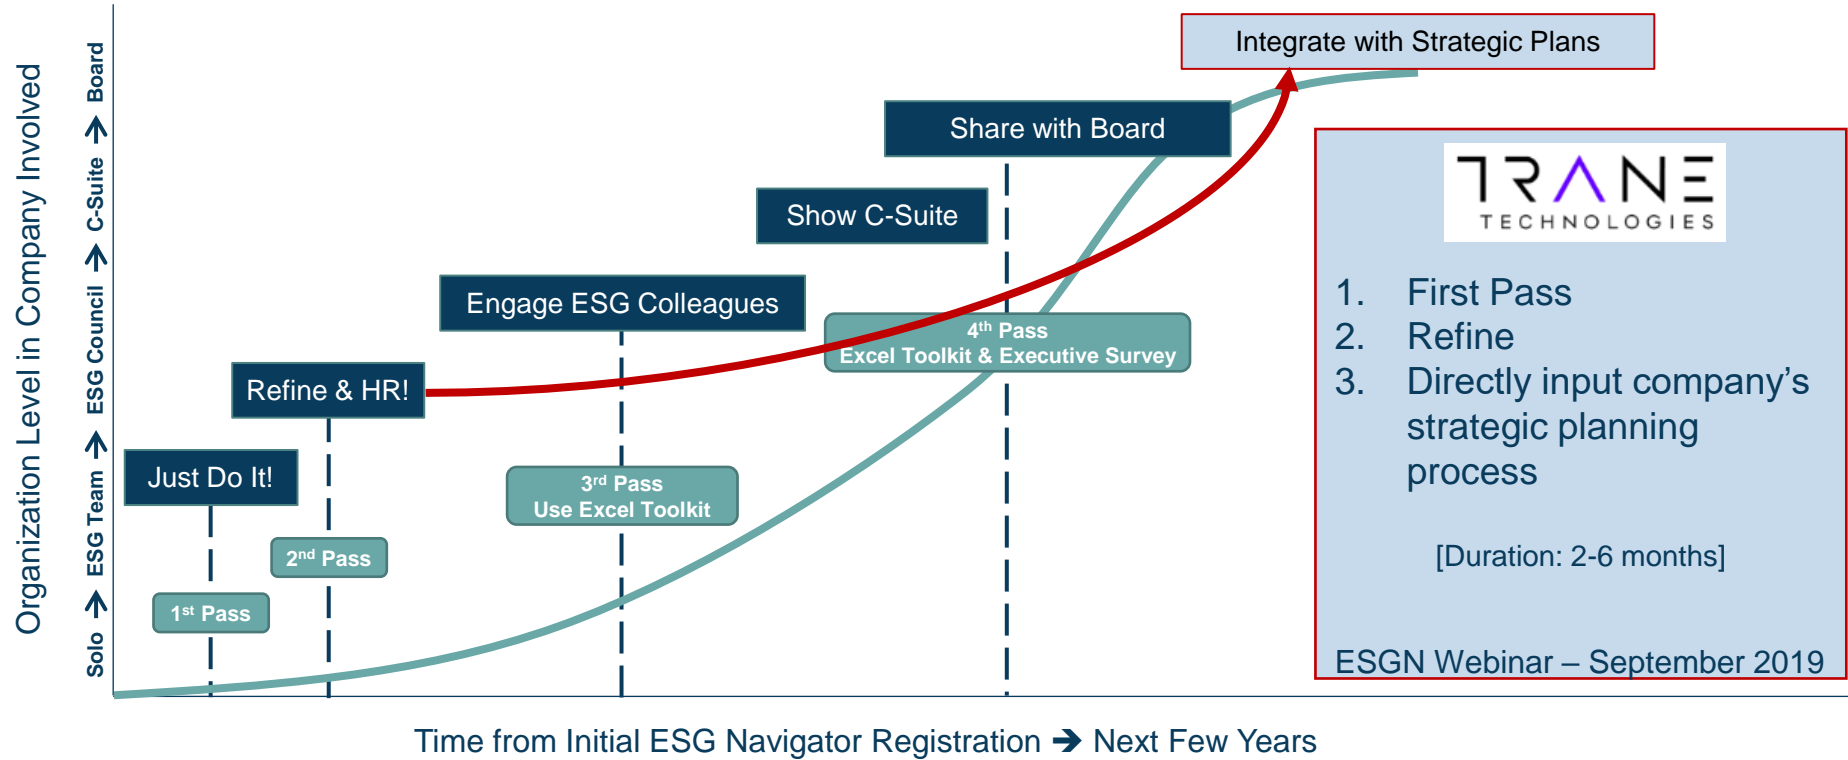 Integrate with Strategic Plans
Share with Board
Show C-Suite
Engage ESG Colleagues
4th Pass
Excel Toolkit & Executive Survey
Refine & HR!
Just Do It!
3rd Pass
Use Excel Toolkit
2nd Pass
1st Pass
Organization Level in Company Involved
Solo → ESG Team → ESG Council → C-Suite → Board
Time from Initial ESG Navigator Registration → Next Few Years
TRANE
TECHNOLOGIES
1. First Pass
2. Refine
3. Directly input company’s
strategic planning
process
[Duration: 2-6 months]
ESGN Webinar – September 2019